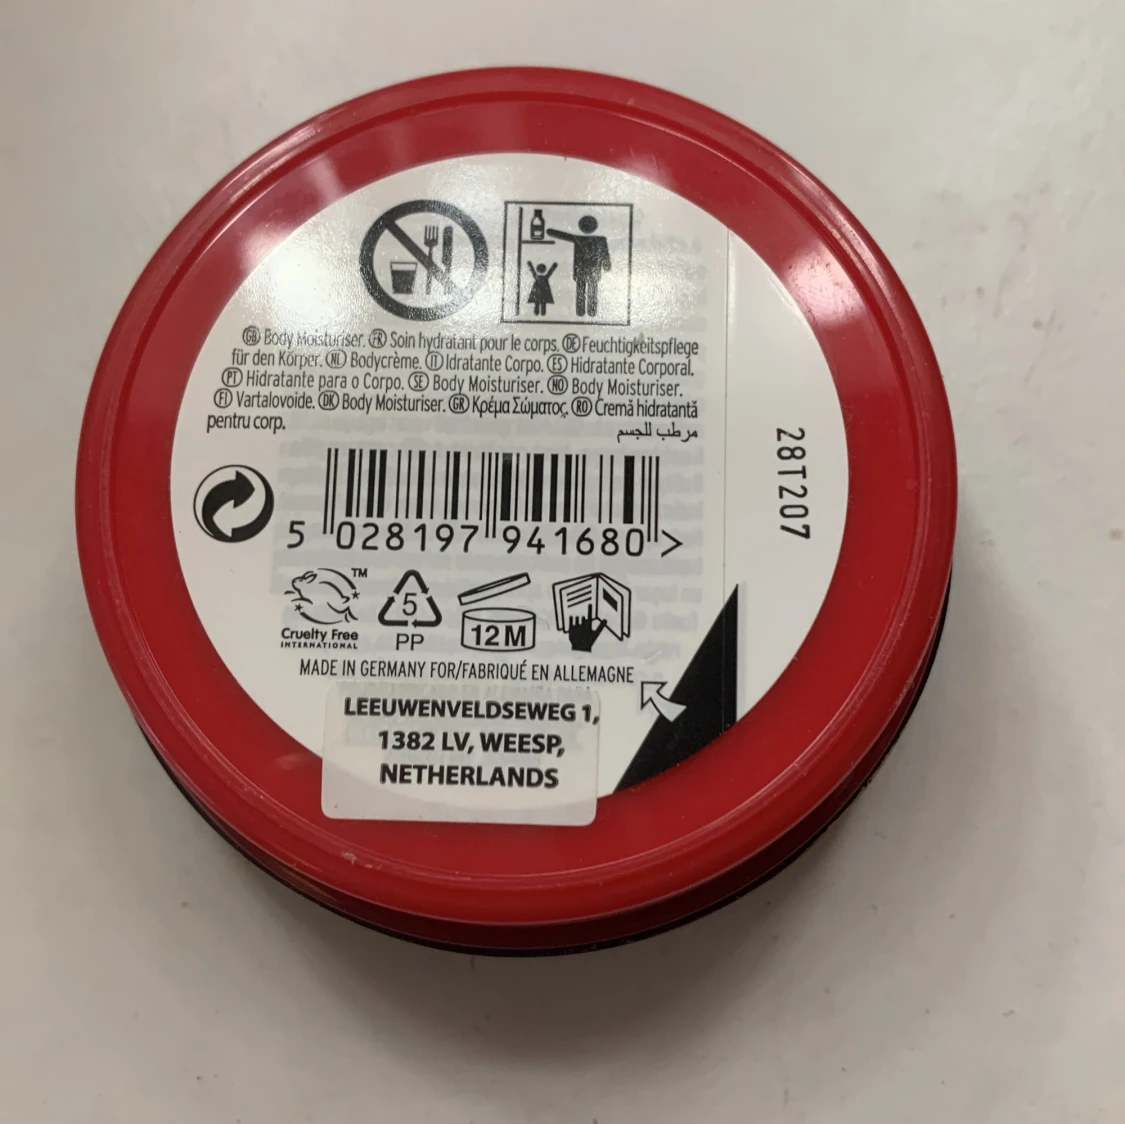 GB Body Moisturiser. FR Soin hydratant pour le corps. DE Feuchtigkeitspflege
für den Körper. NL Bodycrème. IT Idratante Corpo. ES Hidratante Corporal.
PT Hidratante para o Corpo. SE Body Moisturiser. NO Body Moisturiser.
FI Vartalovoide. DK Body Moisturiser. GR Κρέμα Σώματος. RO Cremă hidratantă
pentru corp.
مرطب للجسم
28T207
5 028197 941680 >
TM
Cruelty Free
INTERNATIONAL
5
PP
12M
MADE IN GERMANY FOR/FABRIQUÉ EN ALLEMAGNE
LEEUWENVELDSEWEG 1,
1382 LV, WEESP,
NETHERLANDS